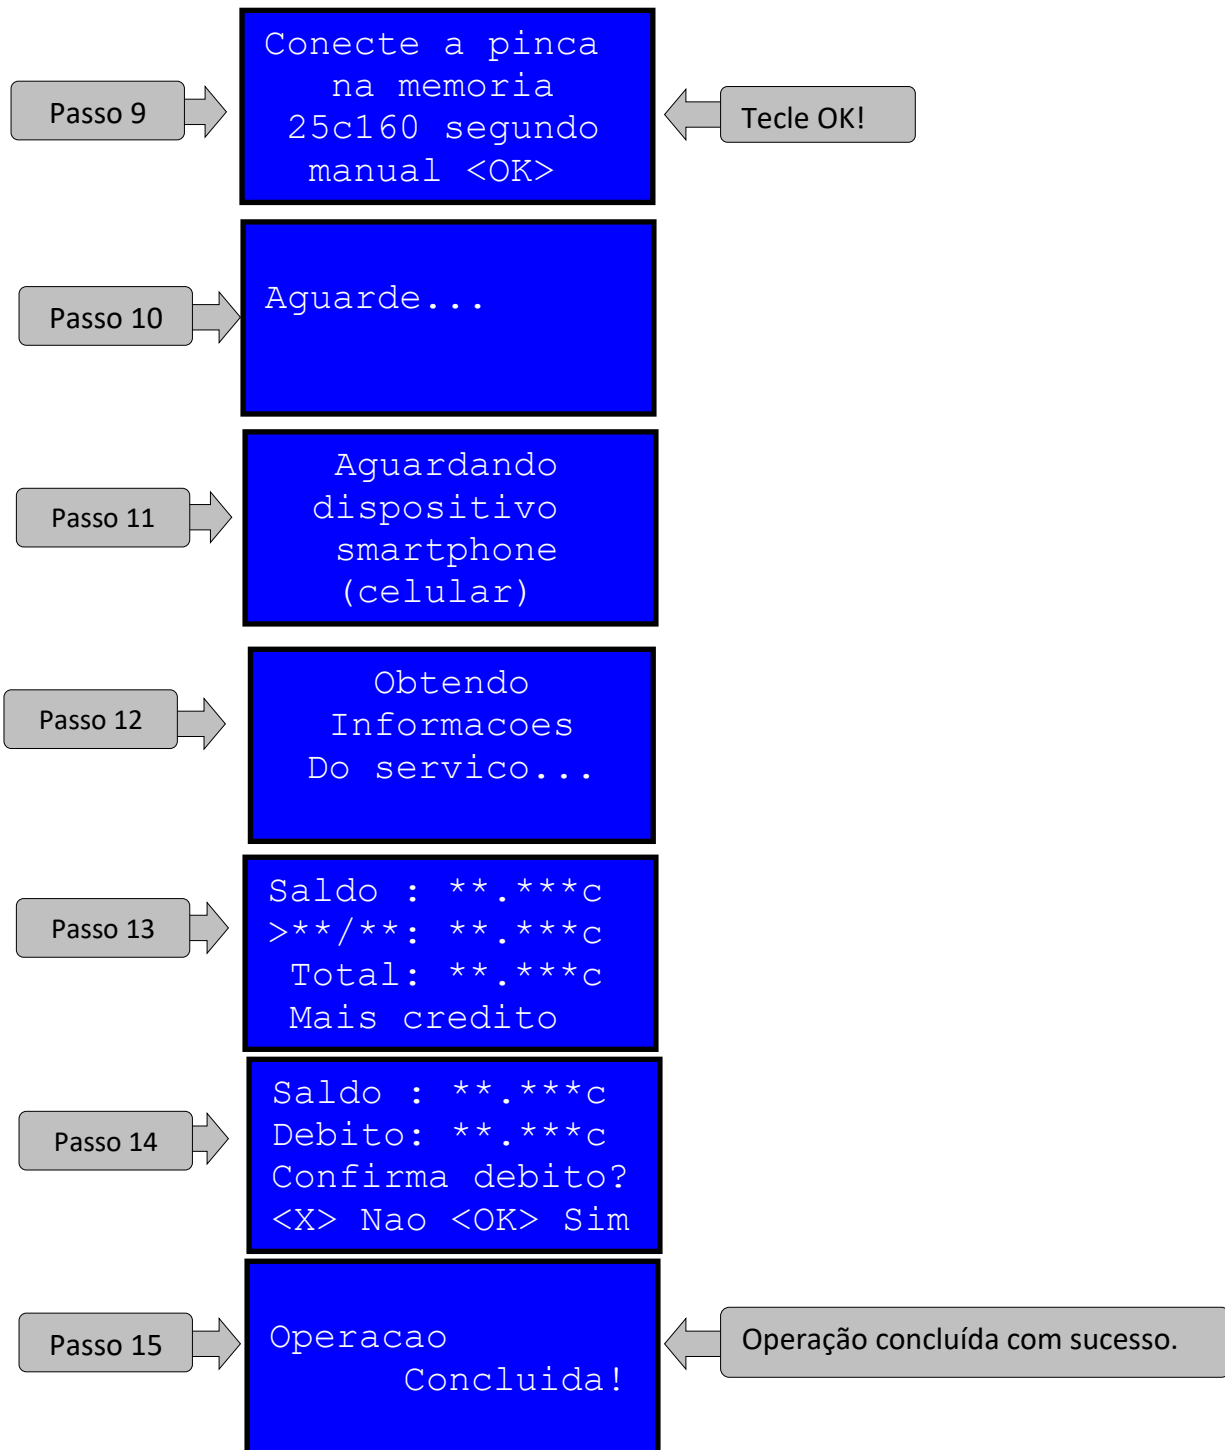 Passo 9
Conecte a pinca
na memoria
25c160 segundo
manual <OK>
Tecle OK!
Passo 10
Aguarde...
Passo 11
Aguardando
dispositivo
smartphone
(celular)
Passo 12
Obtendo
Informacoes
Do servico...
Passo 13
Saldo : **.***c
>**/**: **.***c
Total: **.***c
Mais credito
Passo 14
Saldo : **.***c
Debito: **.***c
Confirma debito?
<X> Nao <OK> Sim
Passo 15
Operacao
Concluida!
Operação concluída com sucesso.